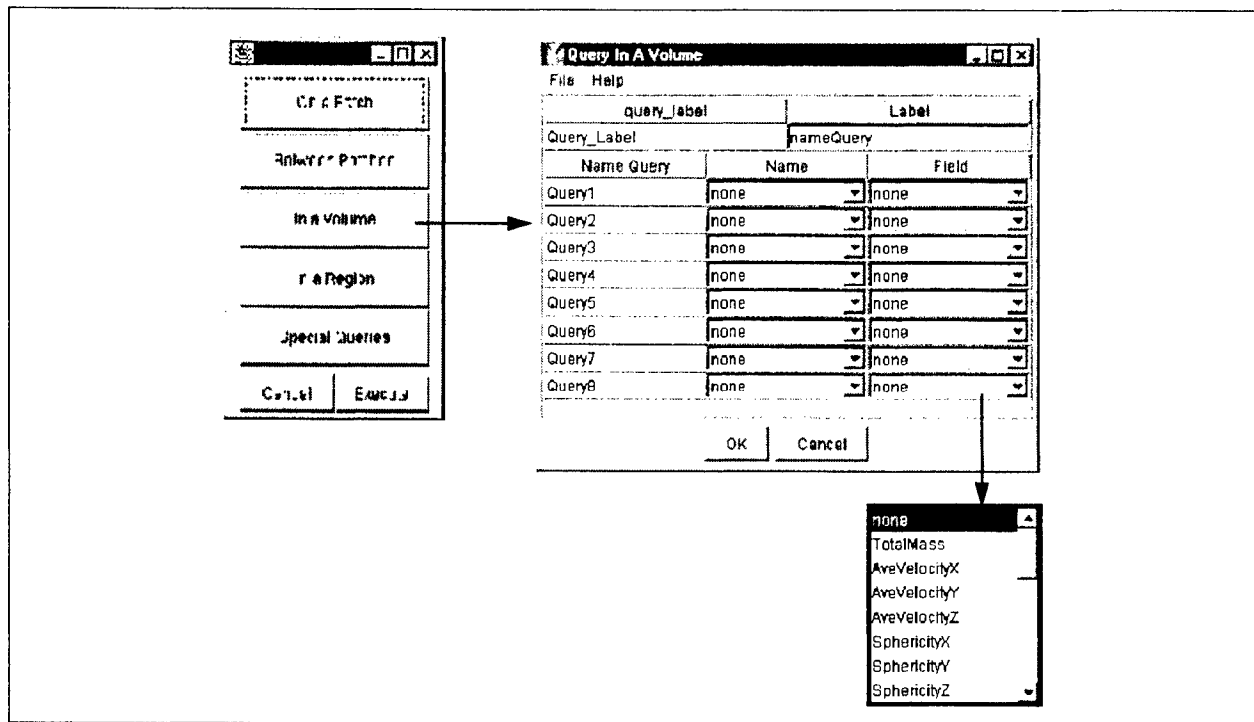 In a Volume
a Region
Special Queries
Cancel
Query In A Volume
File Help
query_label Label
Query_Label nameQuery
Name Query Name Field
Query1 none none
Query2 none none
Query3 none none
Query4 none none
Query5 none none
Query6 none none
Query7 none none
Query8 none none
OK Cancel
none
TotalMass
AveVelocityX
AveVelocityY
AveVelocityZ
SphericityX
SphericityY
SphericityZ